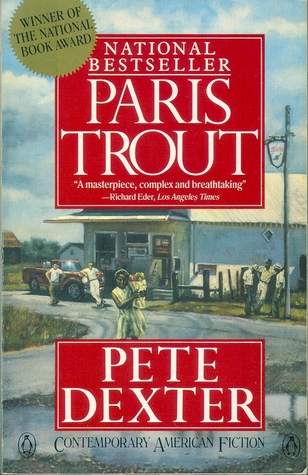 WINNER OF
THE NATIONAL
BOOK AWARD
NATIONAL
BESTSELLER
PARIS
TROUT
"A masterpiece, complex and breathtaking"
—Richard Eder, Los Angeles Times
PETE
DEXTER
CONTEMPORARY AMERICAN FICTION